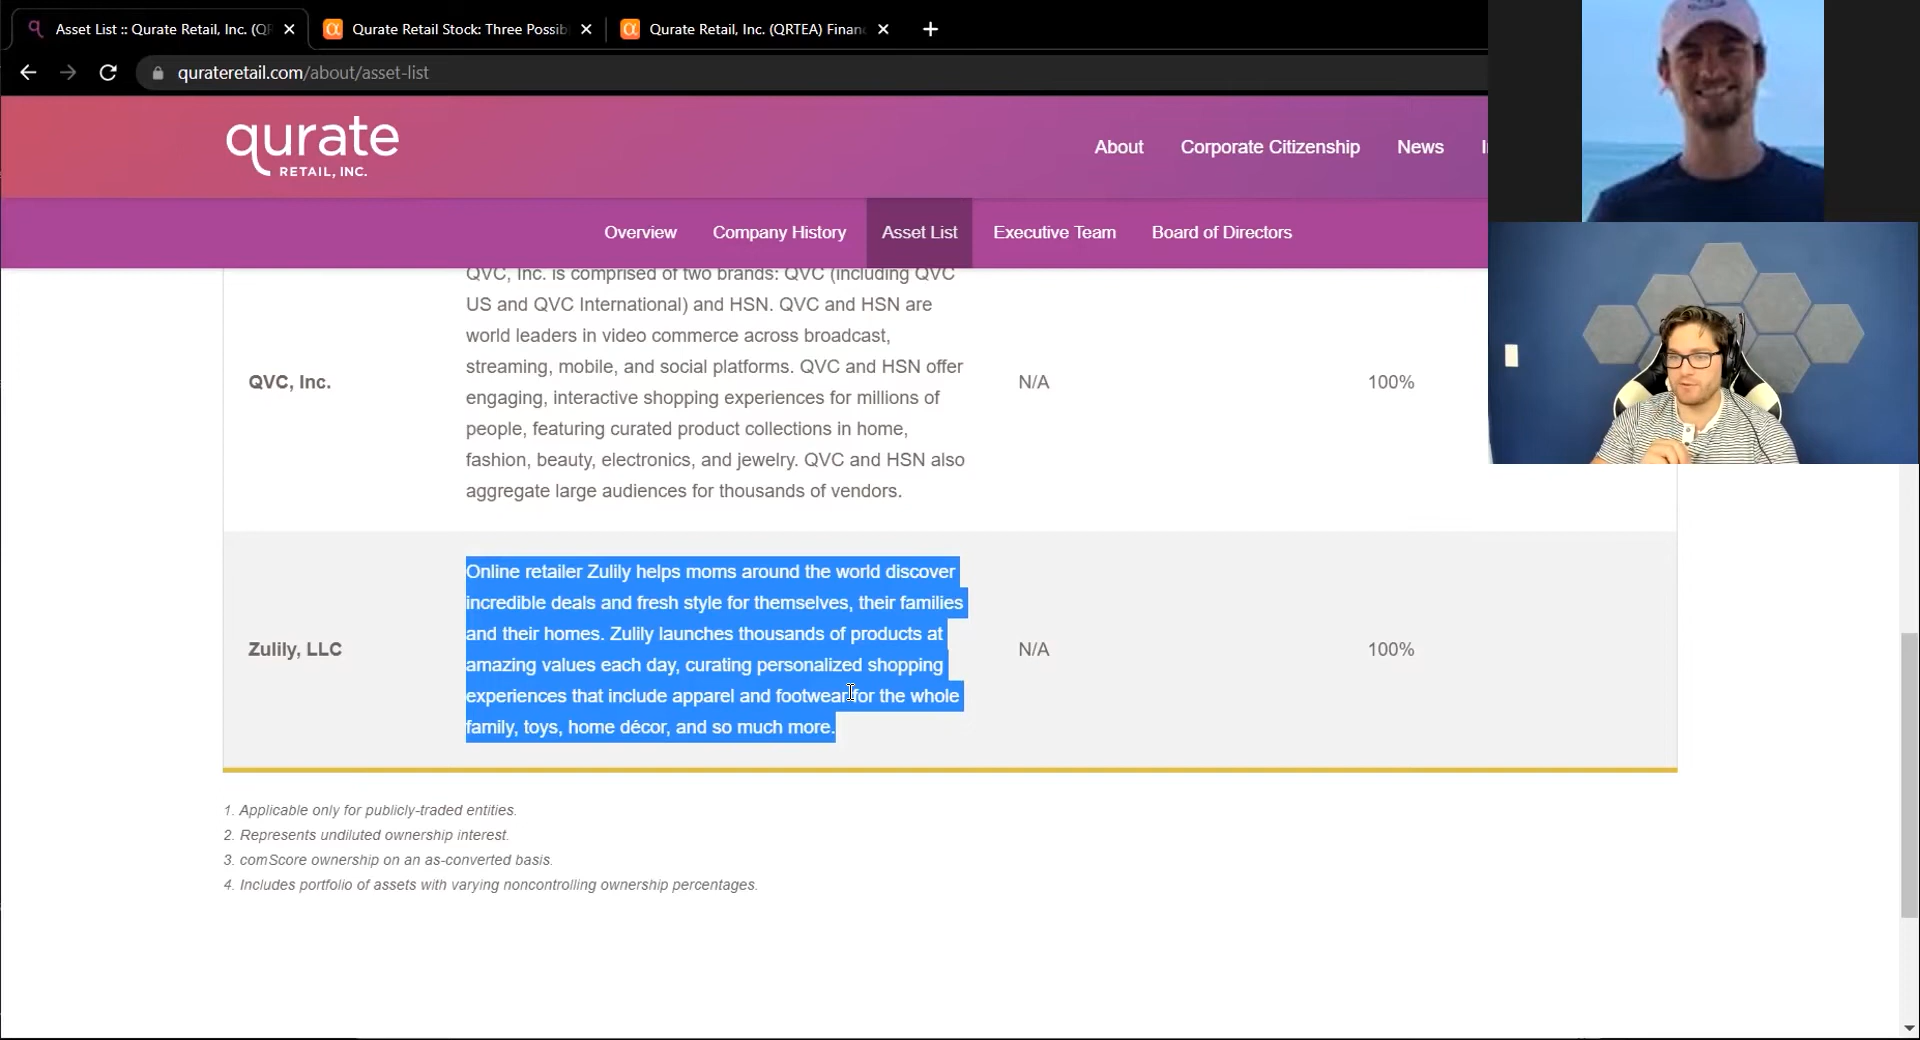 Asset List :: Qurate Retail, Inc. (QR
Qurate Retail Stock: Three Possib
Qurate Retail, Inc. (QRTEA) Finan
qurateretail.com/about/asset-list
qurate
RETAIL, INC.
About
Corporate Citizenship
News
Overview
Company History
Asset List
Executive Team
Board of Directors
QVC, Inc. is comprised of two brands: QVC (including QVC
US and QVC International) and HSN. QVC and HSN are
world leaders in video commerce across broadcast,
streaming, mobile, and social platforms. QVC and HSN offer
QVC, Inc.
N/A
100%
engaging, interactive shopping experiences for millions of
people, featuring curated product collections in home,
fashion, beauty, electronics, and jewelry. QVC and HSN also
aggregate large audiences for thousands of vendors.
Online retailer Zulily helps moms around the world discover
incredible deals and fresh style for themselves, their families
and their homes. Zulily launches thousands of products at
Zulily, LLC
N/A
100%
amazing values each day, curating personalized shopping
experiences that include apparel and footwear for the whole
family, toys, home décor, and so much more.
1. Applicable only for publicly-traded entities.
2. Represents undiluted ownership interest.
3. comScore ownership on an as-converted basis.
4. Includes portfolio of assets with varying noncontrolling ownership percentages.